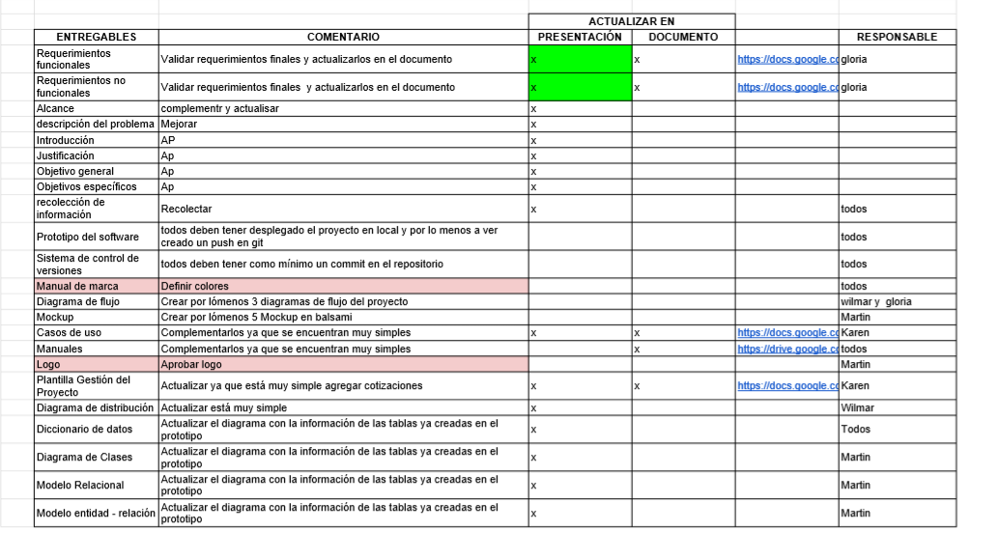 ACTUALIZAR EN
ENTREGABLES COMENTARIO PRESENTACIÓN DOCUMENTO RESPONSABLE
Requerimientos
funcionales Validar requerimientos finales y actualizarlos en el documento x x https://docs.google.co gloria
Requerimientos no
funcionales Validar requerimientos finales y actualizarlos en el documento x x https://docs.google.co gloria
Alcance complementr y actualisar x
descripción del problema Mejorar x
Introducción AP x
Justificación Ap x
Objetivo general Ap x
Objetivos específicos Ap x
recolección de
información Recolectar x todos
Prototipo del software todos deben tener desplegado el proyecto en local y por lo menos a ver
creado un push en git todos
Sistema de control de
versiones todos deben tener como mínimo un commit en el repositorio todos
Manual de marca Definir colores todos
Diagrama de flujo Crear por lómenos 3 diagramas de flujo del proyecto wilmar y gloria
Mockup Crear por lómenos 5 Mockup en balsami Martin
Casos de uso Complementarlos ya que se encuentran muy simples x x https://docs.google.co Karen
Manuales Complementarlos ya que se encuentran muy simples x https://drive.google.co todos
Logo Aprobar logo Martin
Plantilla Gestión del
Proyecto Actualizar ya que está muy simple agregar cotizaciones x x https://docs.google.co Karen
Diagrama de distribución Actualizar está muy simple x Wilmar
Diccionario de datos Actualizar el diagrama con la información de las tablas ya creadas en el
prototipo x Todos
Diagrama de Clases Actualizar el diagrama con la información de las tablas ya creadas en el
prototipo x Martin
Modelo Relacional Actualizar el diagrama con la información de las tablas ya creadas en el
prototipo x Martin
Modelo entidad - relación Actualizar el diagrama con la información de las tablas ya creadas en el
prototipo x Martin